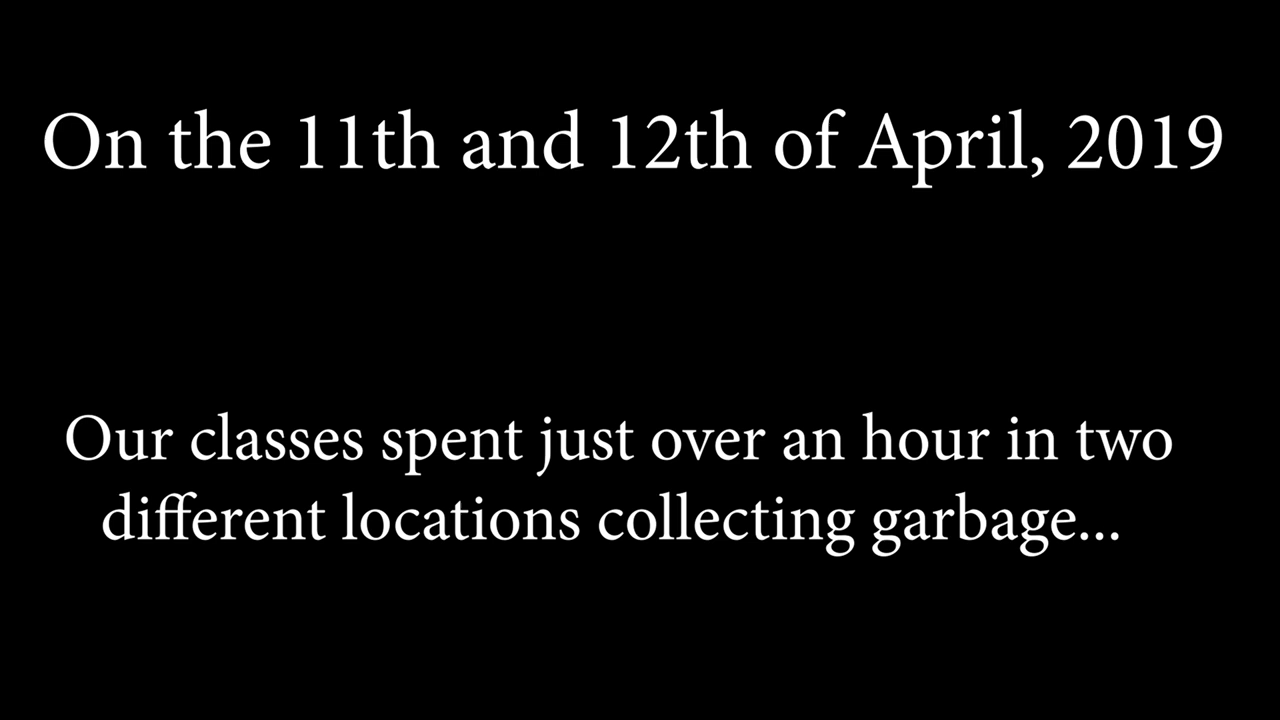 On the 11th and 12th of April, 2019
Our classes spent just over an hour in two
different locations collecting garbage...